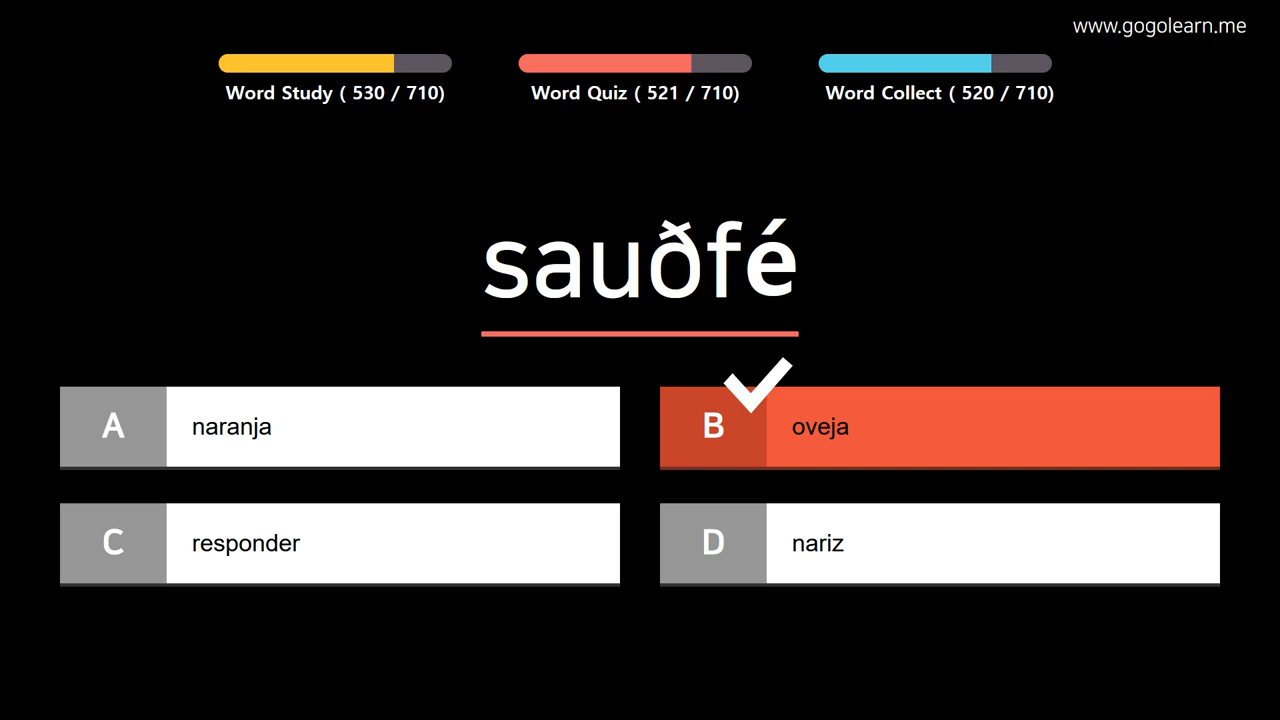 www.gogolearn.me
Word Study ( 530 / 710)
Word Quiz ( 521 / 710)
Word Collect ( 520 / 710)
sauðfé
A naranja
B oveja
C responder
D nariz